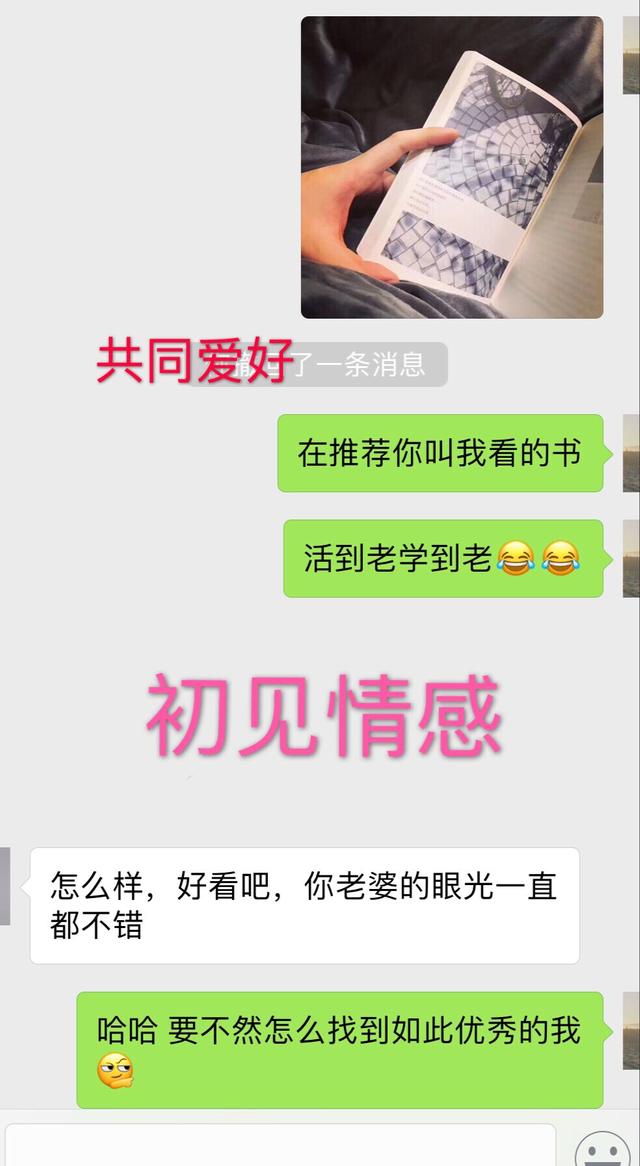 共同爱好
了一条消息
在推荐你叫我看的书
活到老学到老😂😂
初见情感
怎么样，好看吧，你老婆的眼光一直
都不错
哈哈 要不然怎么找到如此优秀的我